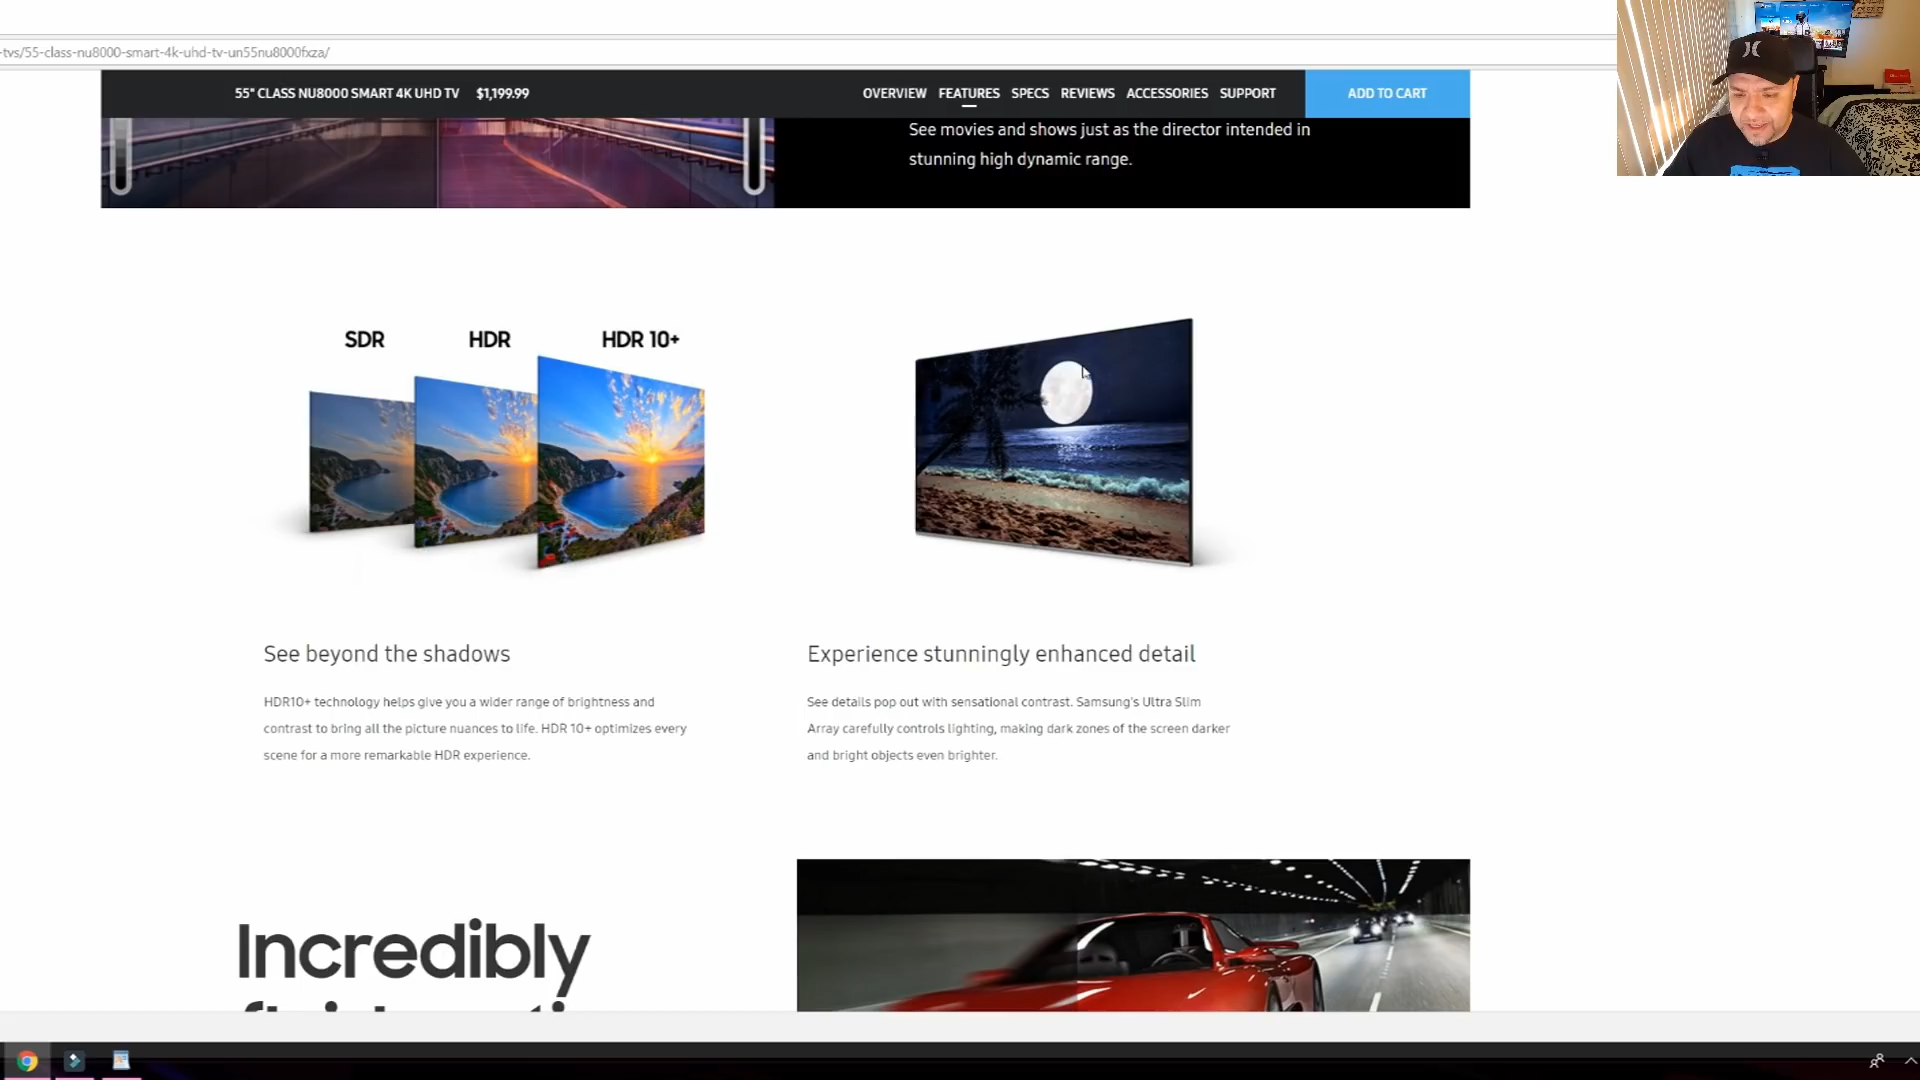 -tvs/55-class-nu8000-smart-4k-uhd-tv-un55nu8000fxza/
55" CLASS NU8000 SMART 4K UHD TV $1,199.99
OVERVIEW FEATURES SPECS REVIEWS ACCESSORIES SUPPORT ADD TO CART
See movies and shows just as the director intended in
stunning high dynamic range.
SDR HDR HDR 10+
See beyond the shadows
HDR10+ technology helps give you a wider range of brightness and
contrast to bring all the picture nuances to life. HDR 10+ optimizes every
scene for a more remarkable HDR experience.
Experience stunningly enhanced detail
See details pop out with sensational contrast. Samsung's Ultra Slim
Array carefully controls lighting, making dark zones of the screen darker
and bright objects even brighter.
Incredibly